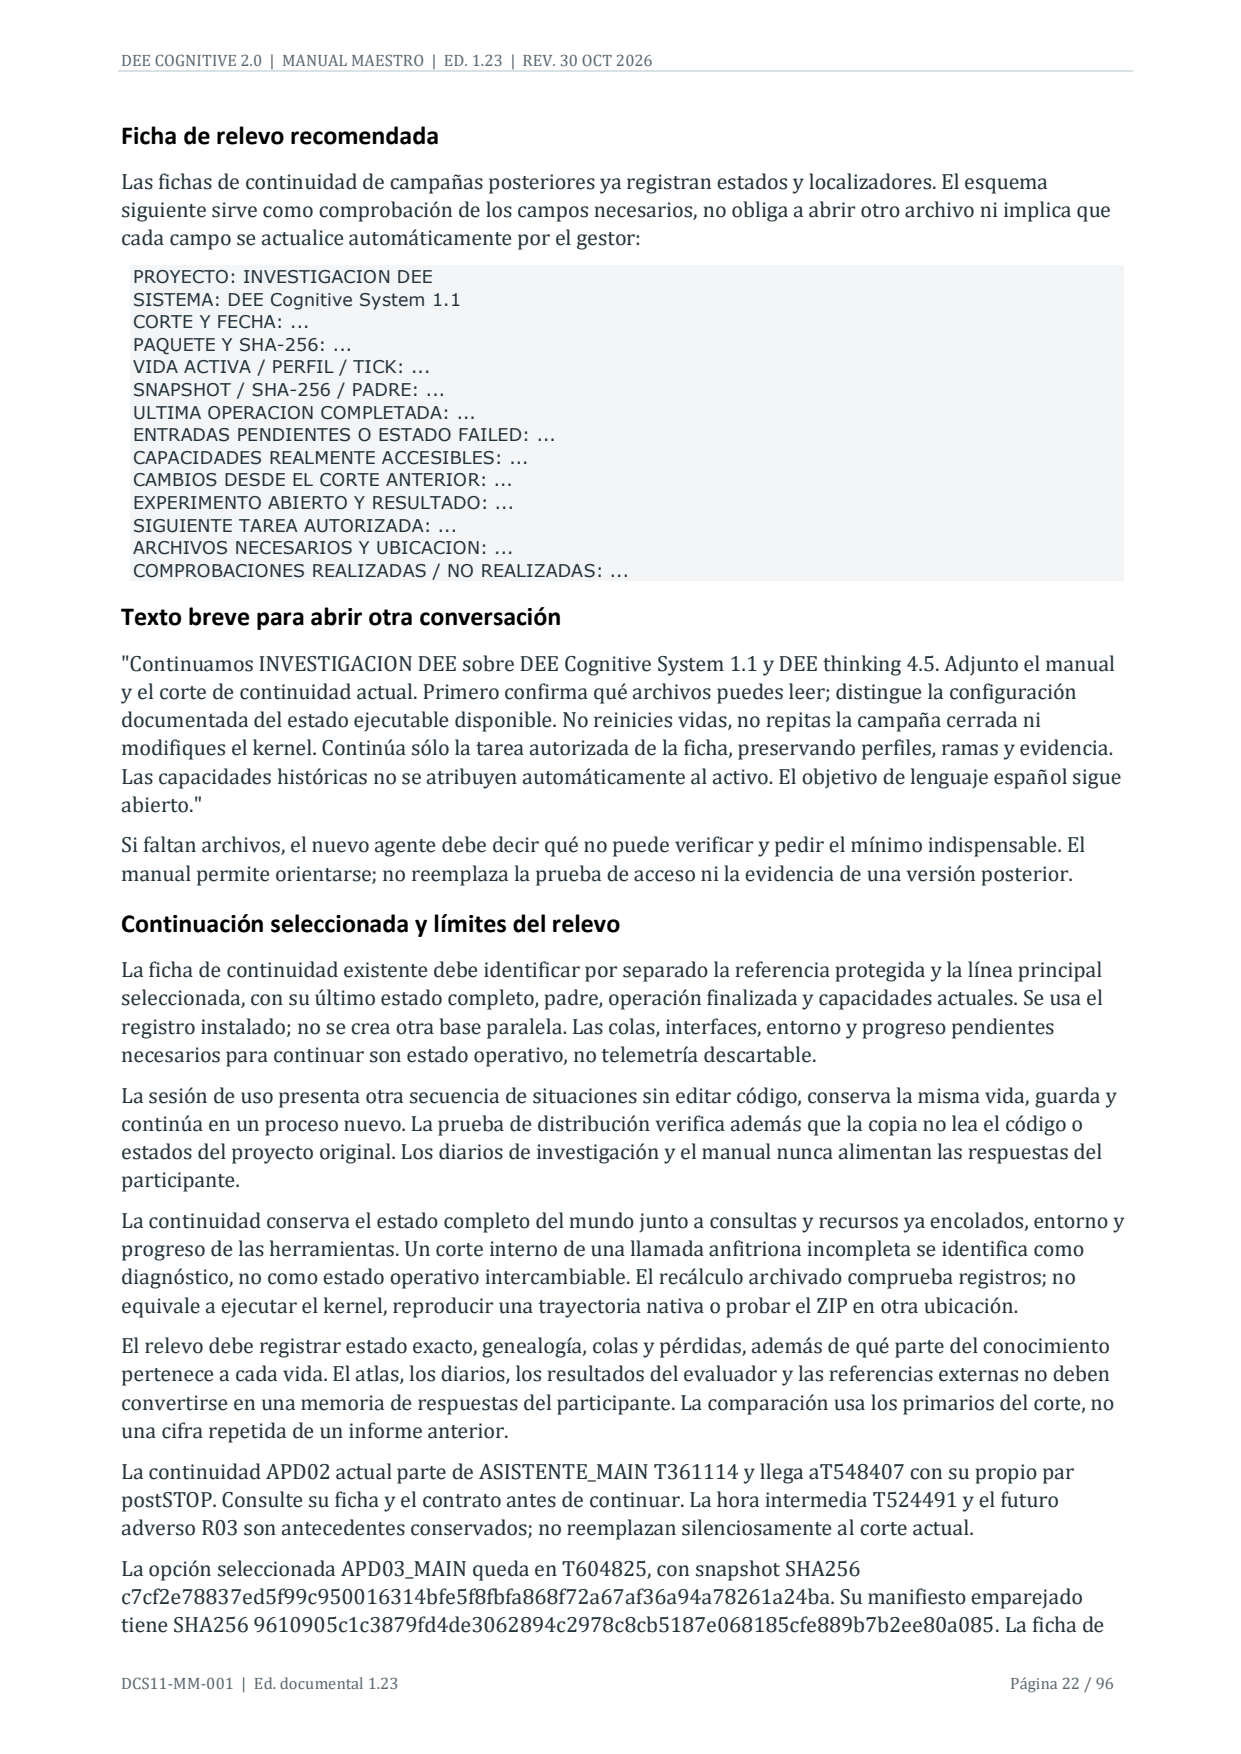 DEE COGNITIVE 2.0 | MANUAL MAESTRO | ED. 1.23 | REV. 30 OCT 2026
Ficha de relevo recomendada
Las fichas de continuidad de campañas posteriores ya registran estados y localizadores. El esquema
siguiente sirve como comprobación de los campos necesarios, no obliga a abrir otro archivo ni implica que
cada campo se actualice automáticamente por el gestor:
PROYECTO: INVESTIGACION DEE
SISTEMA: DEE Cognitive System 1.1
CORTE Y FECHA: ...
PAQUETE Y SHA-256: ...
VIDA ACTIVA / PERFIL / TICK: ...
SNAPSHOT / SHA-256 / PADRE: ...
ULTIMA OPERACION COMPLETADA: ...
ENTRADAS PENDIENTES O ESTADO FAILED: ...
CAPACIDADES REALMENTE ACCESIBLES: ...
CAMBIOS DESDE EL CORTE ANTERIOR: ...
EXPERIMENTO ABIERTO Y RESULTADO: ...
SIGUIENTE TAREA AUTORIZADA: ...
ARCHIVOS NECESARIOS Y UBICACION: ...
COMPROBACIONES REALIZADAS / NO REALIZADAS: ...
Texto breve para abrir otra conversación
"Continuamos INVESTIGACION DEE sobre DEE Cognitive System 1.1 y DEE thinking 4.5. Adjunto el manual
y el corte de continuidad actual. Primero confirma qué archivos puedes leer; distingue la configuración
documentada del estado ejecutable disponible. No reinicies vidas, no repitas la campaña cerrada ni
modifiques el kernel. Continúa sólo la tarea autorizada de la ficha, preservando perfiles, ramas y evidencia.
Las capacidades históricas no se atribuyen automáticamente al activo. El objetivo de lenguaje español sigue
abierto."
Si faltan archivos, el nuevo agente debe decir qué no puede verificar y pedir el mínimo indispensable. El
manual permite orientarse; no reemplaza la prueba de acceso ni la evidencia de una versión posterior.
Continuación seleccionada y límites del relevo
La ficha de continuidad existente debe identificar por separado la referencia protegida y la línea principal
seleccionada, con su último estado completo, padre, operación finalizada y capacidades actuales. Se usa el
registro instalado; no se crea otra base paralela. Las colas, interfaces, entorno y progreso pendientes
necesarios para continuar son estado operativo, no telemetría descartable.
La sesión de uso presenta otra secuencia de situaciones sin editar código, conserva la misma vida, guarda y
continúa en un proceso nuevo. La prueba de distribución verifica además que la copia no lea el código o
estados del proyecto original. Los diarios de investigación y el manual nunca alimentan las respuestas del
participante.
La continuidad conserva el estado completo del mundo junto a consultas y recursos ya encolados, entorno y
progreso de las herramientas. Un corte interno de una llamada anfitriona incompleta se identifica como
diagnóstico, no como estado operativo intercambiable. El recálculo archivado comprueba registros; no
equivale a ejecutar el kernel, reproducir una trayectoria nativa o probar el ZIP en otra ubicación.
El relevo debe registrar estado exacto, genealogía, colas y pérdidas, además de qué parte del conocimiento
pertenece a cada vida. El atlas, los diarios, los resultados del evaluador y las referencias externas no deben
convertirse en una memoria de respuestas del participante. La comparación usa los primarios del corte, no
una cifra repetida de un informe anterior.
La continuidad APD02 actual parte de ASISTENTE_MAIN T361114 y llega aT548407 con su propio par
postSTOP. Consulte su ficha y el contrato antes de continuar. La hora intermedia T524491 y el futuro
adverso R03 son antecedentes conservados; no reemplazan silenciosamente al corte actual.
La opción seleccionada APD03_MAIN queda en T604825, con snapshot SHA256
c7cf2e78837ed5f99c950016314bfe5f8fbfa868f72a67af36a94a78261a24ba. Su manifiesto emparejado
tiene SHA256 9610905c1c3879fd4de3062894c2978c8cb5187e068185cfe889b7b2ee80a085. La ficha de
DCS11-MM-001 | Ed. documental 1.23
Página 22 / 96